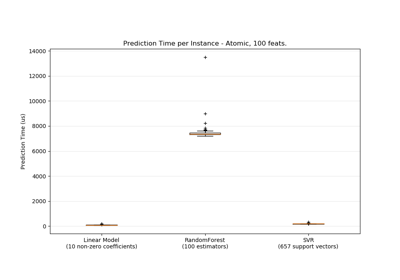 Prediction Time per Instance - Atomic, 100 feats.
14000
12000
10000
8000
6000
4000
2000
0
Prediction Time (us)
Linear Model
(10 non-zero coefficients)
RandomForest
(100 estimators)
SVR
(657 support vectors)